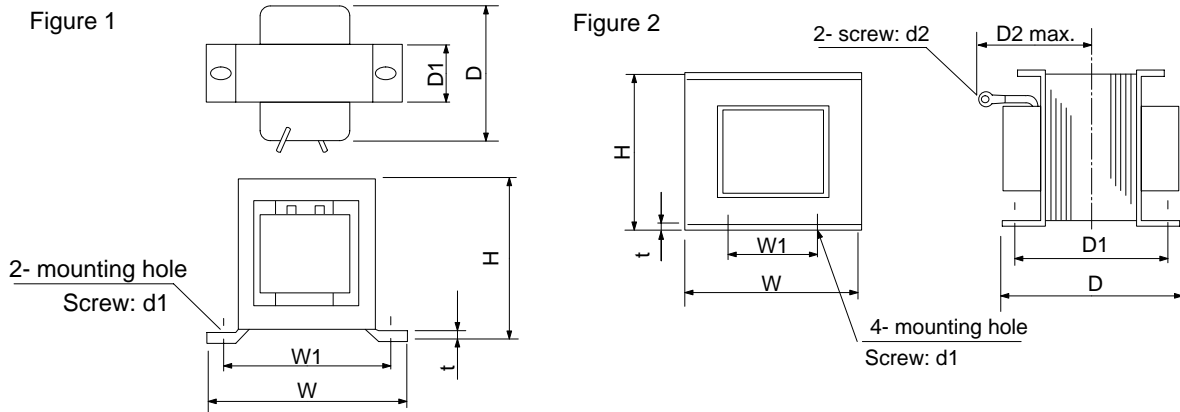 Figure 1
D1
D
H
2- mounting hole
Screw: d1
W1
W
t
Figure 2
2- screw: d2
D2 max.
H
t
W1
W
D1
D
4- mounting hole
Screw: d1